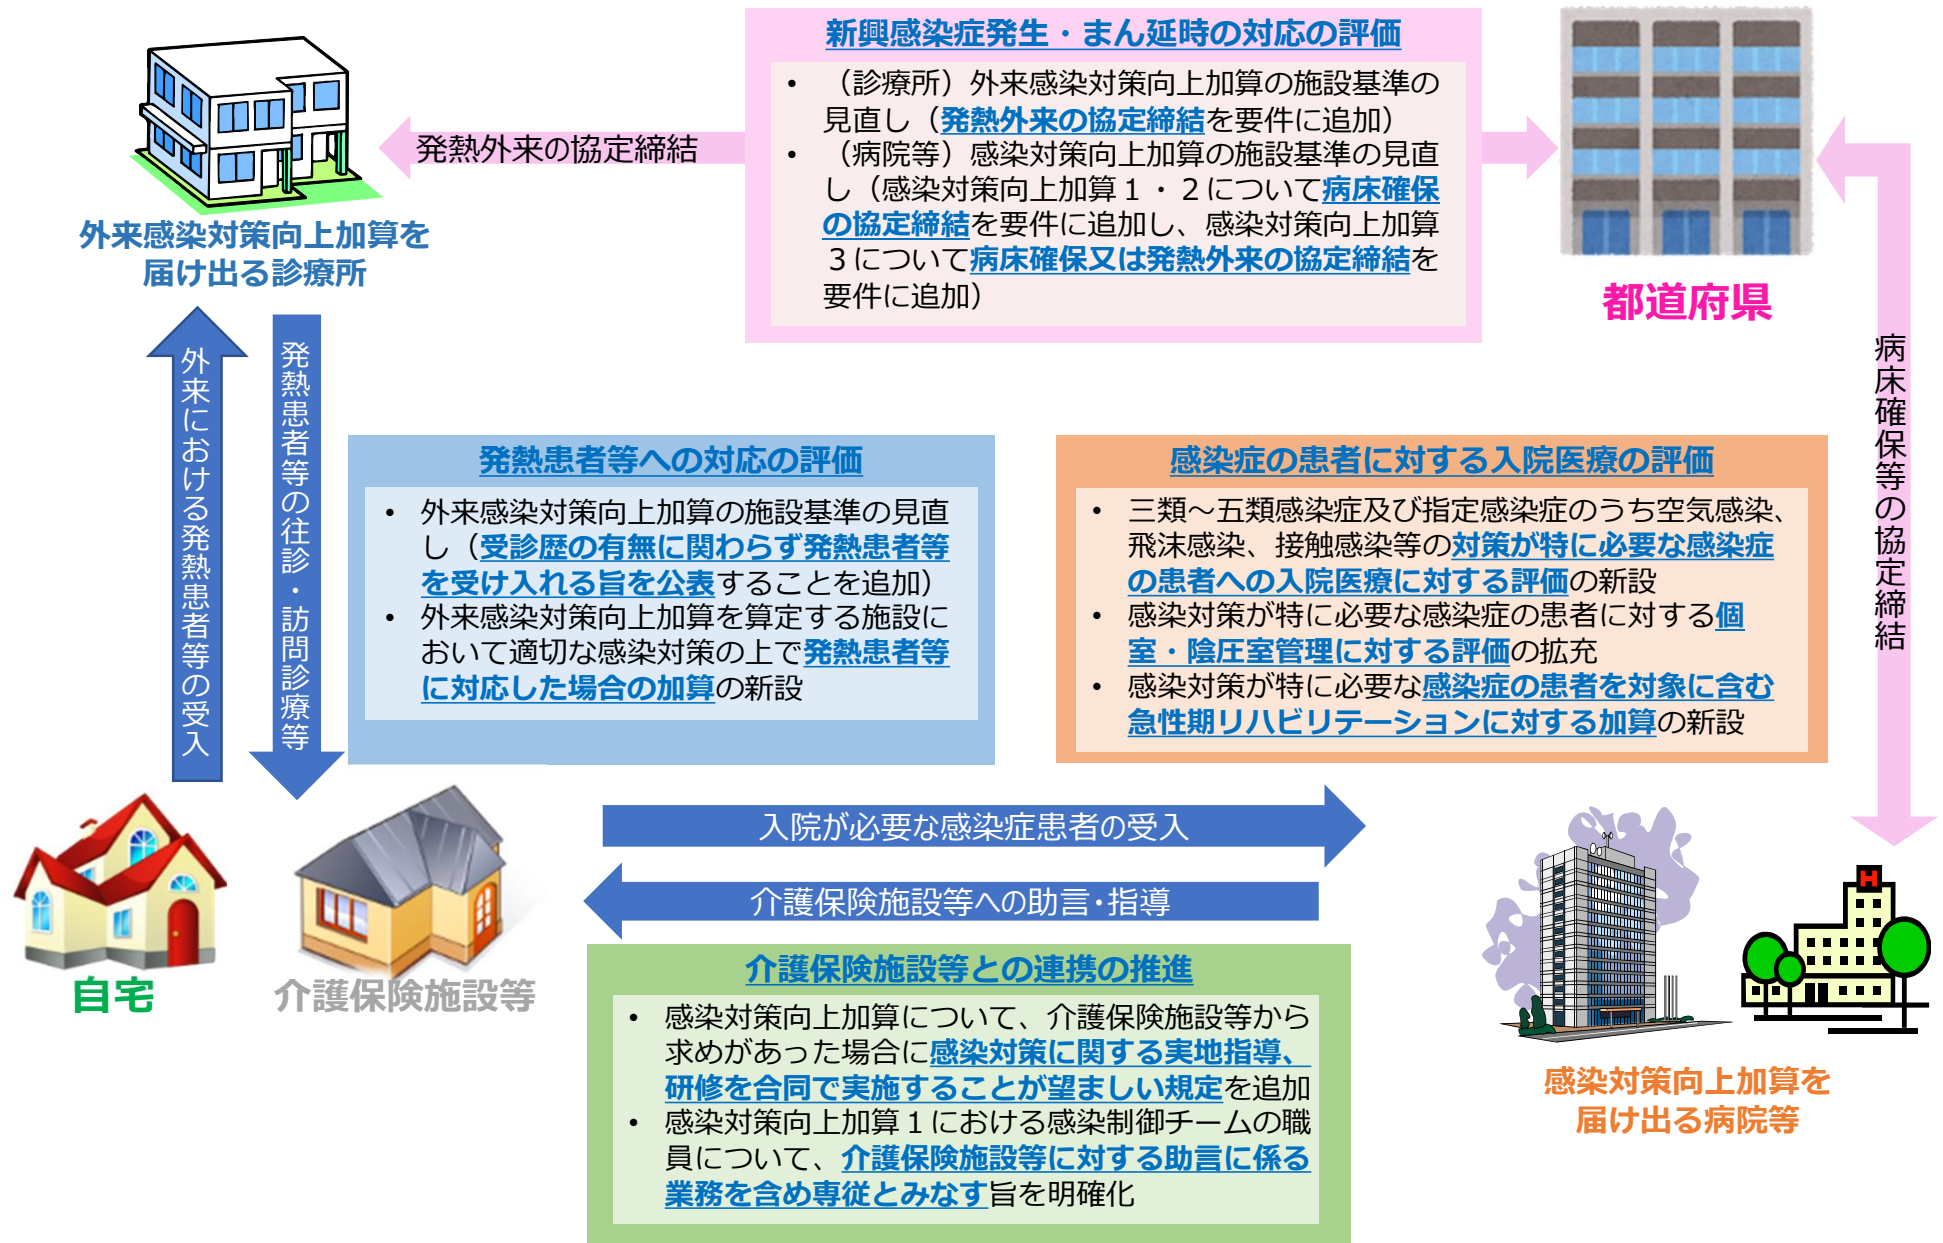 新興感染症発生・まん延時の対応の評価
• （診療所）外来感染対策向上加算の施設基準の
見直し（発熱外来の協定締結を要件に追加）
• （病院等）感染対策向上加算の施設基準の見直
し（感染対策向上加算１・２について病床確保
の協定締結を要件に追加し、感染対策向上加算
３について病床確保又は発熱外来の協定締結を
要件に追加）
発熱外来の協定締結
外来感染対策向上加算を
届け出る診療所
都道府県
病床確保等の協定締結
外来における発熱患者等の受入
発熱患者等の往診・訪問診療等
発熱患者等への対応の評価
• 外来感染対策向上加算の施設基準の見直
し（受診歴の有無に関わらず発熱患者等
を受け入れる旨を公表することを追加）
• 外来感染対策向上加算を算定する施設に
おいて適切な感染対策の上で発熱患者等
に対応した場合の加算の新設
感染症の患者に対する入院医療の評価
• 三類～五類感染症及び指定感染症のうち空気感染、
飛沫感染、接触感染等の対策が特に必要な感染症
の患者への入院医療に対する評価の新設
• 感染対策が特に必要な感染症の患者に対する個
室・陰圧室管理に対する評価の拡充
• 感染対策が特に必要な感染症の患者を対象に含む
急性期リハビリテーションに対する加算の新設
入院が必要な感染症患者の受入
介護保険施設等への助言・指導
自宅
介護保険施設等
介護保険施設等との連携の推進
• 感染対策向上加算について、介護保険施設等から
求めがあった場合に感染対策に関する実地指導、
研修を合同で実施することが望ましい規定を追加
• 感染対策向上加算１における感染制御チームの職
員について、介護保険施設等に対する助言に係る
業務を含め専従とみなす旨を明確化
H
感染対策向上加算を
届け出る病院等